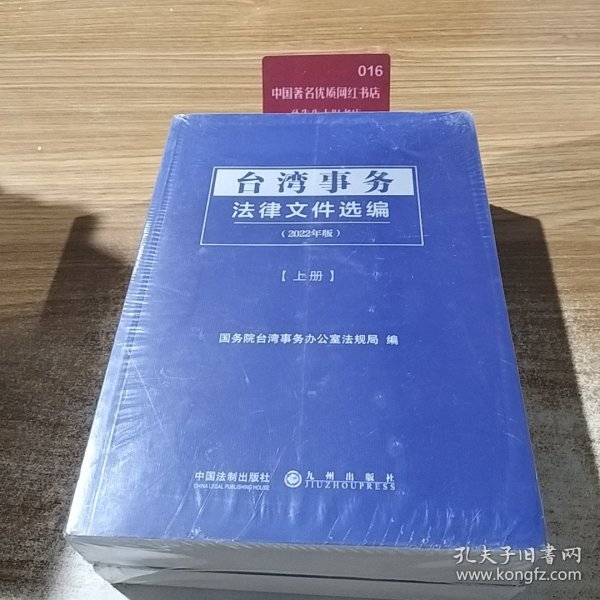 016
中国著名优质网红书店
台湾事务
法律文件选编
（2022年版）
【上册】
国务院台湾事务办公室法规局 编
中国法制出版社
CHINA LEGAL PUBLISHING HOUSE
九州出版社
JIUZHOUPRESS
孔夫子旧书网
www.kongfz.com